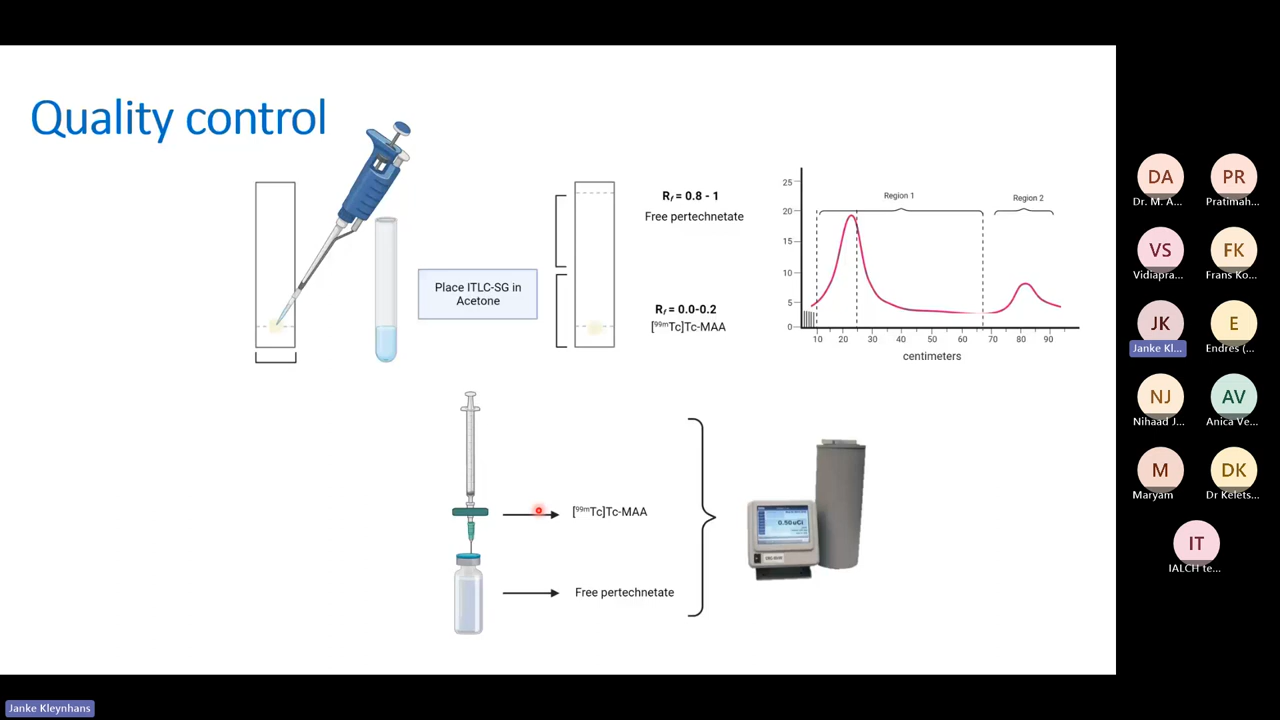 Quality control
Place ITLC-SG in
Acetone
Rf = 0.8 - 1
Free pertechnetate
Rf = 0.0-0.2
[99mTc]Tc-MAA
Region 1
Region 2
25
20
15
10
5
0
10 20 30 40 50 60 70 80 90
centimeters
[99mTc]Tc-MAA
Free pertechnetate
0.50uCi
DA PR
Dr. M. A... Pratimah...
VS FK
Vidiapra... Frans Ko...
JK E
Janke Kl... Endres (...
NJ AV
Nihaad J... Anica Ve...
M DK
Maryam Dr Kelets...
IT
IALCH te...
Janke Kleynhans